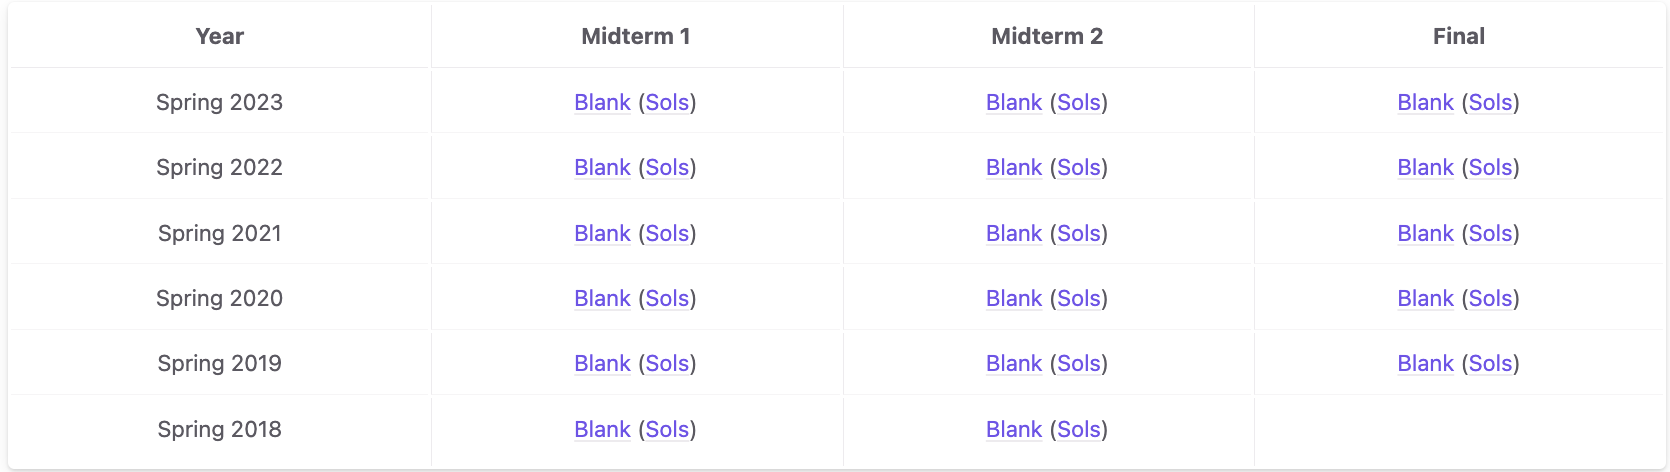 Year Midterm 1 Midterm 2 Final
Spring 2023 Blank (Sols) Blank (Sols) Blank (Sols)
Spring 2022 Blank (Sols) Blank (Sols) Blank (Sols)
Spring 2021 Blank (Sols) Blank (Sols) Blank (Sols)
Spring 2020 Blank (Sols) Blank (Sols) Blank (Sols)
Spring 2019 Blank (Sols) Blank (Sols) Blank (Sols)
Spring 2018 Blank (Sols) Blank (Sols)